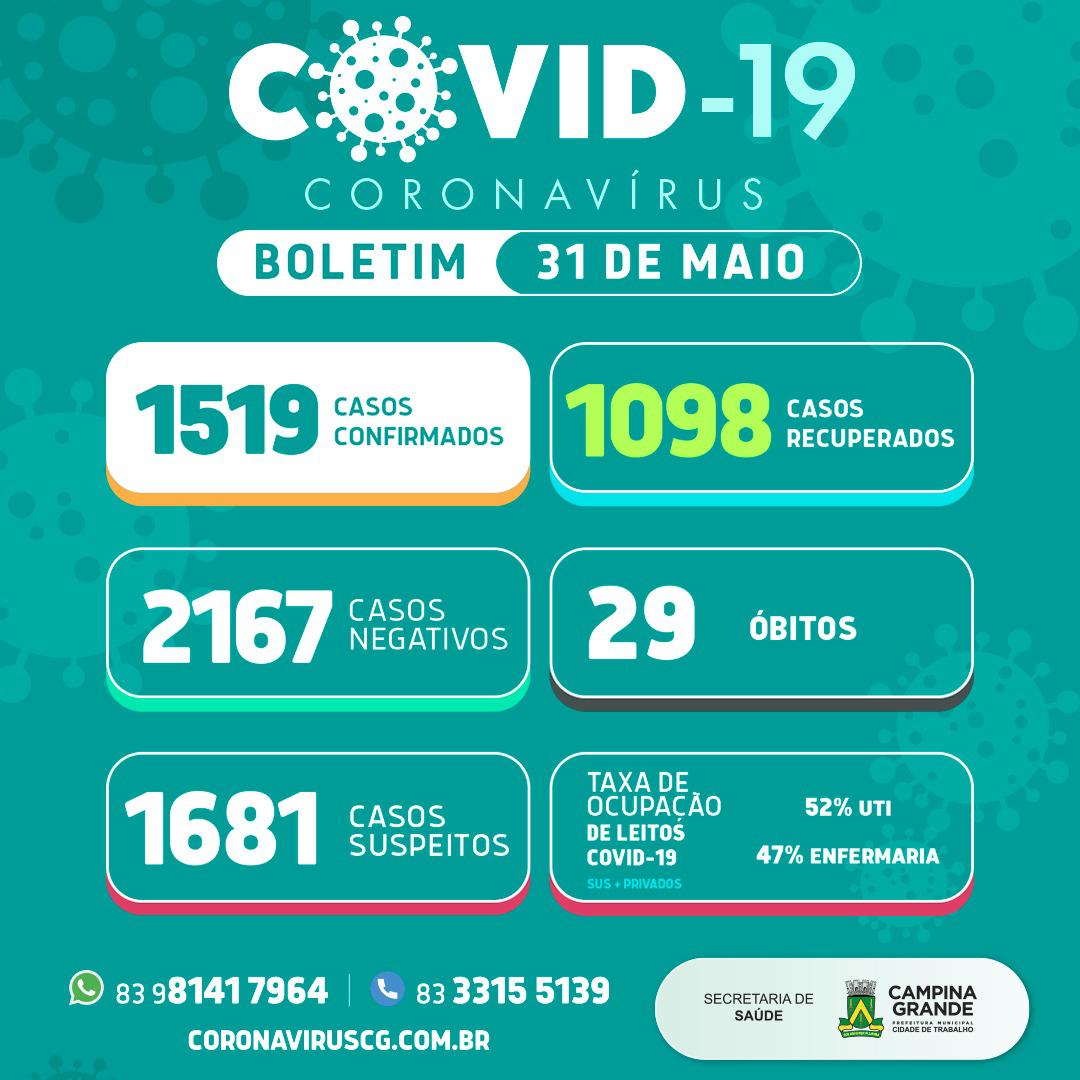 COVID-19
CORONAVÍRUS
BOLETIM 31 DE MAIO
1519 CASOS
CONFIRMADOS
1098 CASOS
RECUPERADOS
2167 CASOS
NEGATIVOS
29 ÓBITOS
1681 CASOS
SUSPEITOS
TAXA DE
OCUPAÇÃO
DE LEITOS
COVID-19
SUS + PRIVADOS
52% UTI
47% ENFERMARIA
83 98141 7964 | 83 3315 5139
CORONAVIRUSCG.COM.BR
SECRETARIA DE
SAÚDE
CAMPINA
GRANDE
PREFEITURA MUNICIPAL
CIDADE DE TRABALHO